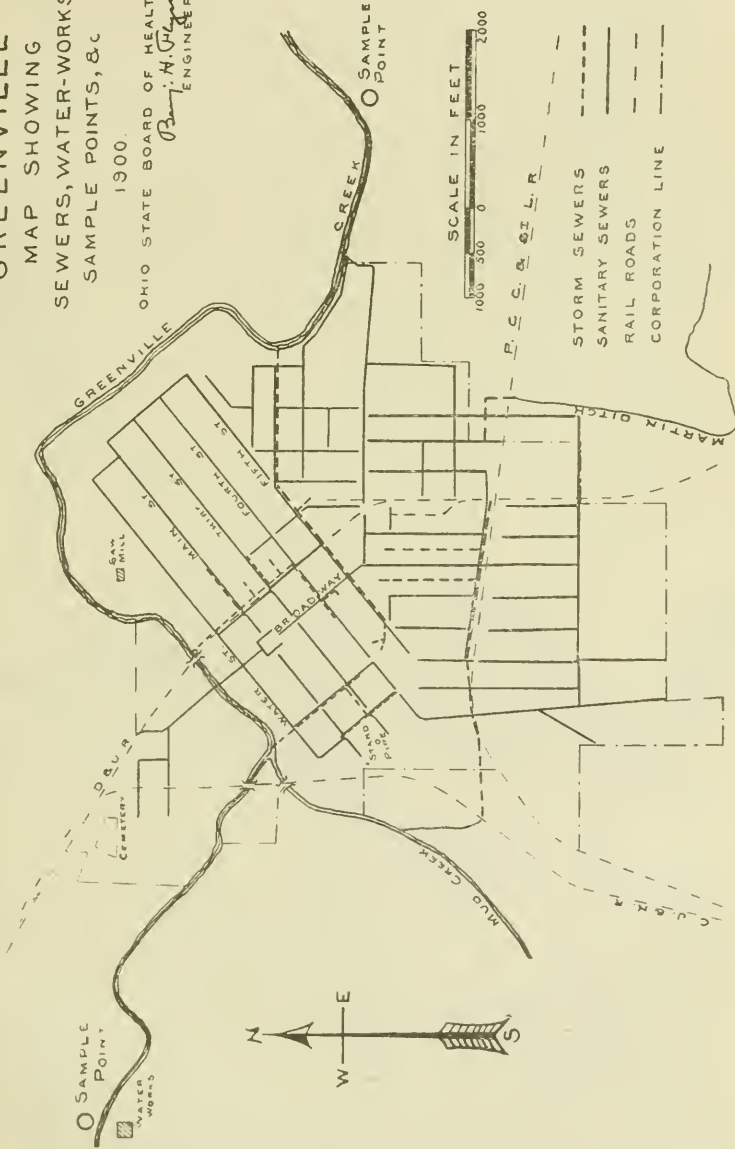 GREENVILLE
MAP SHOWING
SEWERS, WATER-WORKS
SAMPLE POINTS, &c
1900.
OHIO STATE BOARD OF HEALT
ENGINEER
SAMPLE
POINT
SCALE IN FEET
1000 500 0 1000 2000
STORM SEWERS
SANITARY SEWERS
RAIL ROADS
CORPORATION LINE
GREENVILLE
CREEK
SAW
MILL
MAIN ST
THIRD ST
FOURTH ST
FIFTH ST
BROADWAY
WATER ST.
STAND
PIPE
D & U. R
CEMETERY
MUD CREEK
P. C. C. & ST L. R
MARTIN DITCH
SAMPLE
POINT
WATER
WORKS
N
W E
S